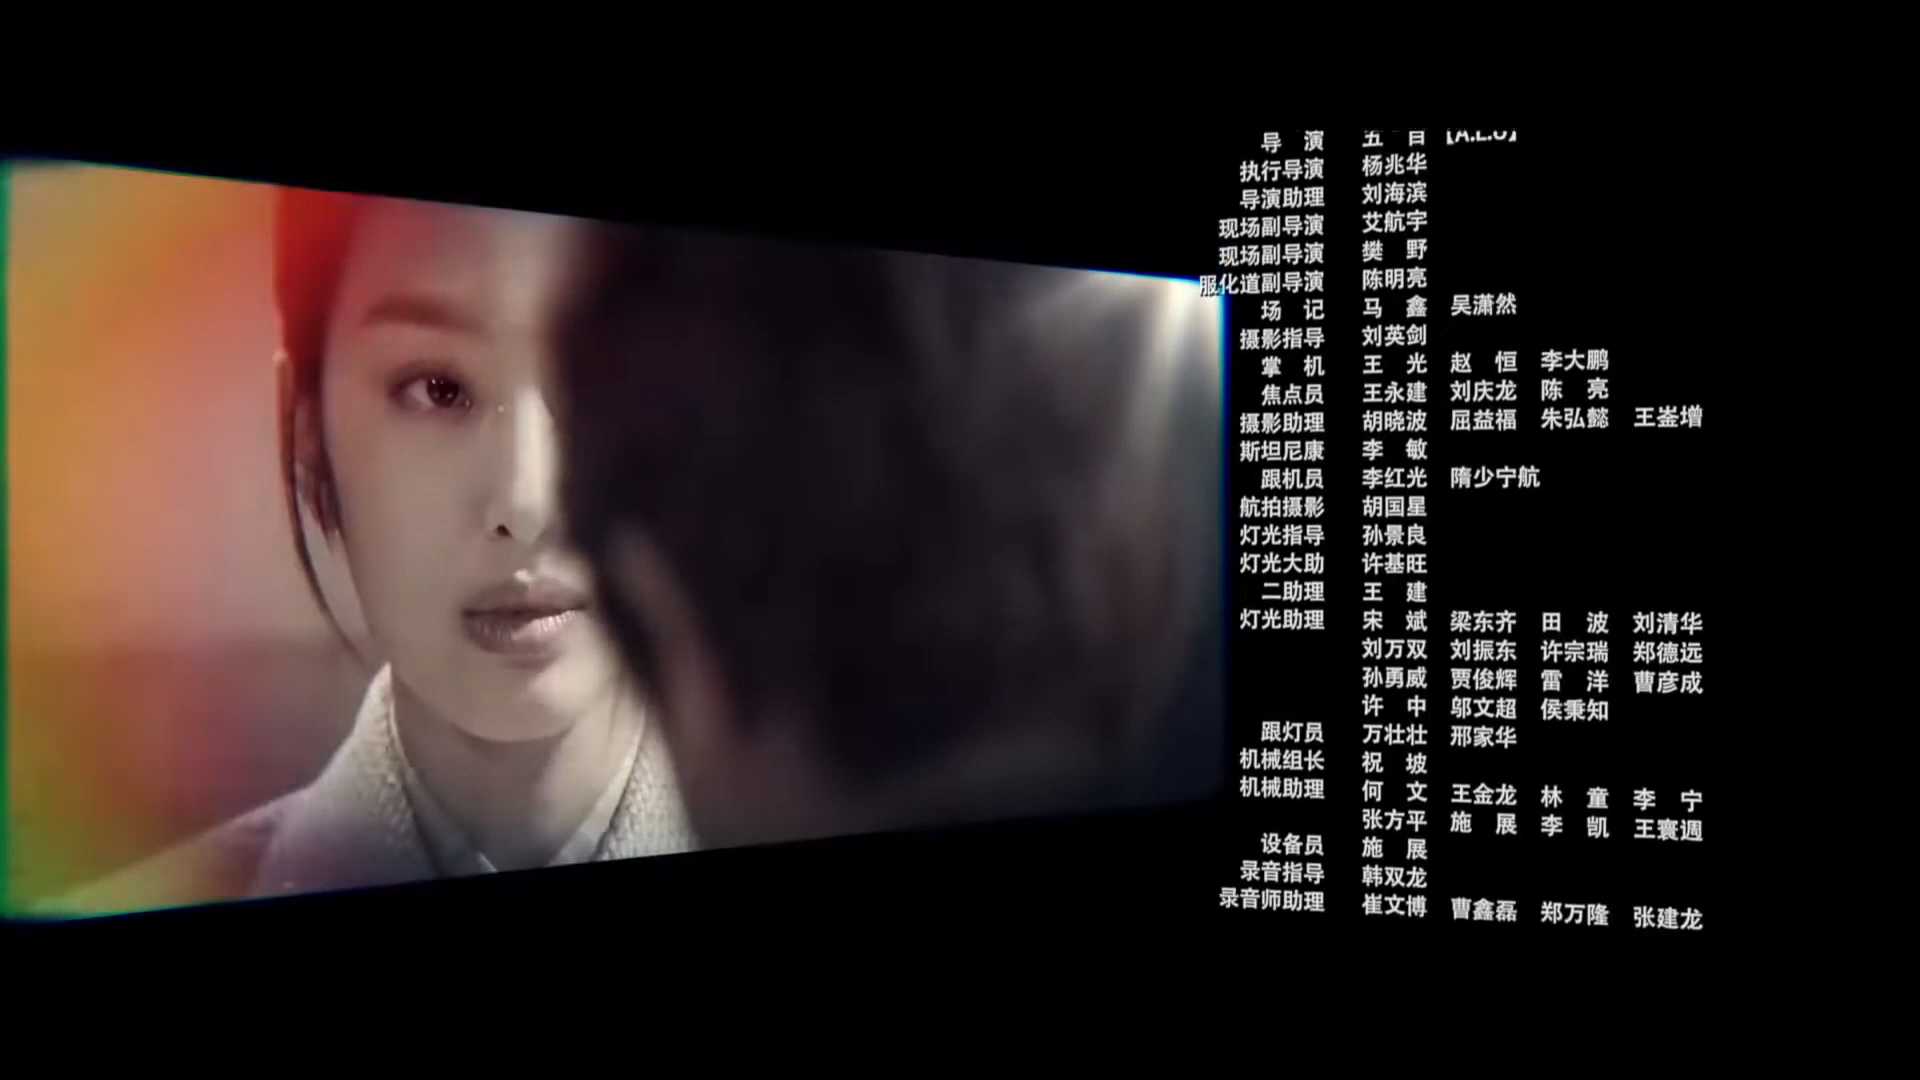 导 演 五 百 【A.L.U】
执行导演 杨兆华
导演助理 刘海滨
现场副导演 艾航宇
现场副导演 樊 野
服化道副导演 陈明亮
场 记 马 鑫 吴潇然
摄影指导 刘英剑
掌 机 王 光 赵 恒 李大鹏
焦点员 王永建 刘庆龙 陈 亮
摄影助理 胡晓波 屈益福 朱弘懿 王崟增
斯坦尼康 李 敏
跟机员 李红光 隋少宁航
航拍摄影 胡国星
灯光指导 孙景良
灯光大助 许基旺
二助理 王 建
灯光助理 宋 斌 梁东齐 田 波 刘清华
刘万双 刘振东 许宗瑞 郑德远
孙勇威 贾俊辉 雷 洋 曹彦成
许 中 邬文超 侯秉知
跟灯员 万壮壮 邢家华
机械组长 祝 坡
机械助理 何 文 王金龙 林 童 李 宁
张方平 施 展 李 凯 王寰週
设备员 施 展
录音指导 韩双龙
录音师助理 崔文博 曹鑫磊 郑万隆 张建龙